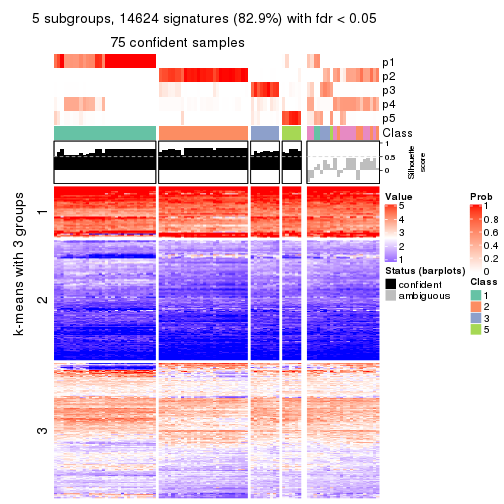 5 subgroups, 14624 signatures (82.9%) with fdr < 0.05
75 confident samples
p1
p2
p3
p4
p5
Class
1
0.5
0
Silhouette
score
k-means with 3 groups
1
2
3
Value
5
4
3
2
1
Status (barplots)
confident
ambiguous
Prob
1
0.8
0.6
0.4
0.2
0
Class
1
2
3
5